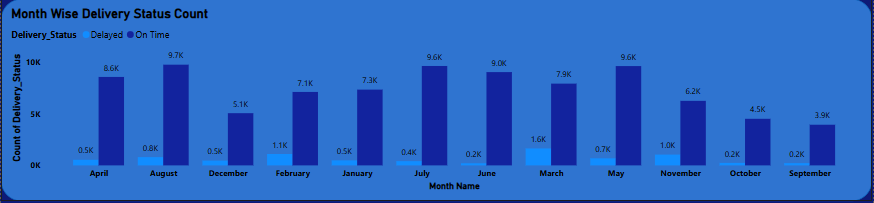 Month Wise Delivery Status Count
Delivery_Status Delayed On Time
Count of Delivery_Status
10K
5K
0K
0.5K 8.6K 0.8K 9.7K 0.5K 5.1K 1.1K 7.1K 0.5K 7.3K 0.4K 9.6K 0.2K 9.0K 1.6K 7.9K 0.7K 9.6K 1.0K 6.2K 0.2K 4.5K 0.2K 3.9K
April August December February January July June March May November October September
Month Name